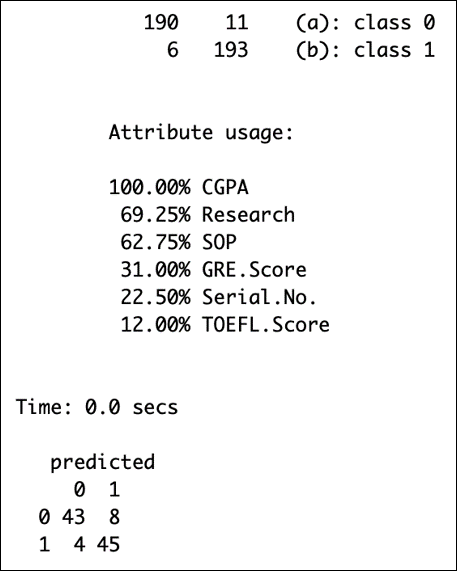 190 11 (a): class 0
6 193 (b): class 1
Attribute usage:
100.00% CGPA
69.25% Research
62.75% SOP
31.00% GRE.Score
22.50% Serial.No.
12.00% TOEFL.Score
Time: 0.0 secs
predicted
0 1
0 43 8
1 4 45